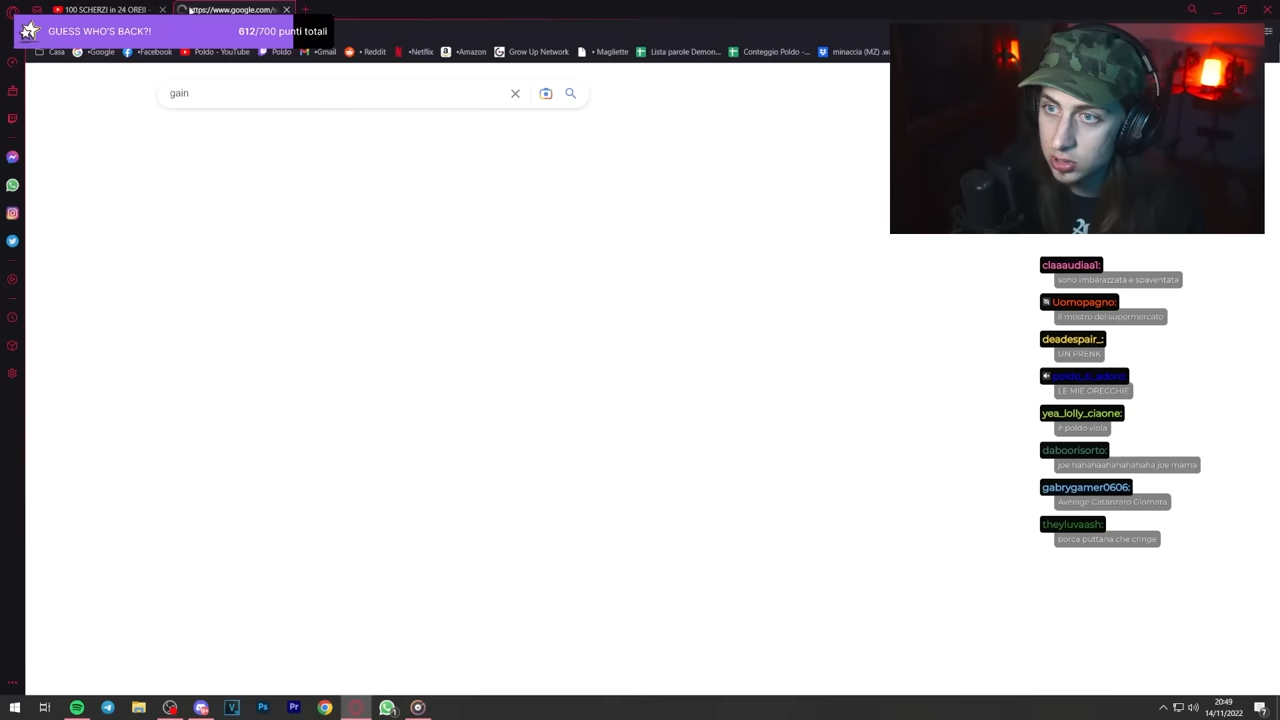 100 SCHERZI in 24 ORE!! -
https://www.google.com/s
GUESS WHO'S BACK?!
612/700 punti totali
Casa
•Google
•Facebook
Poldo - YouTube
Poldo
•Gmail
• Reddit
•Netflix
•Amazon
Grow Up Network
• Magliette
Lista parole Demon...
Conteggio Poldo -...
minaccia (MZ) .wa
gain
claaaudiaa1:
sono imbarazzata e spaventata
Uomopagno:
il mostro del supermercato
deadespair_:
UN PRENK
LE MIE ORECCHIE
yea_lolly_ciaone:
è poldo viola
daboorisorto:
joe hahanaahanahanaha joe mama
gabrygamer0606:
Average Catanzaro Giornata
theyluvaash:
porca puttana che cringe
20:49
14/11/2022